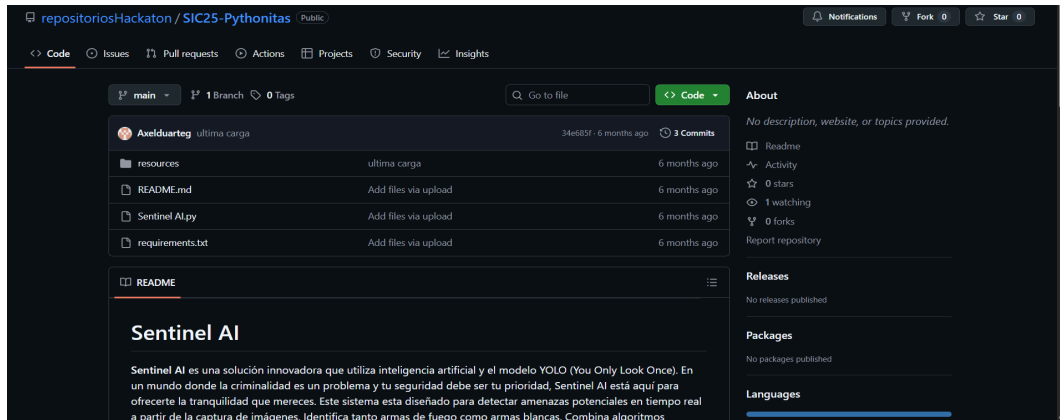 repositoriosHackaton / SIC25-Pythonitas Public
Notifications Fork 0 Star 0
Code Issues Pull requests Actions Projects Security Insights
main 1 Branch 0 Tags Go to file Code
Axelduarteg ultima carga 34e685f · 6 months ago 3 Commits
resources ultima carga 6 months ago
README.md Add files via upload 6 months ago
Sentinel AI.py Add files via upload 6 months ago
requirements.txt Add files via upload 6 months ago
README
Sentinel AI
Sentinel AI es una solución innovadora que utiliza inteligencia artificial y el modelo YOLO (You Only Look Once). En
un mundo donde la criminalidad es un problema y tu seguridad debe ser tu prioridad, Sentinel AI está aquí para
ofrecerte la tranquilidad que mereces. Este sistema esta diseñado para detectar amenazas potenciales en tiempo real
a partir de la captura de imágenes. Identifica tanto armas de fuego como armas blancas. Combina algoritmos
About
No description, website, or topics provided.
Readme
Activity
0 stars
1 watching
0 forks
Report repository
Releases
No releases published
Packages
No packages published
Languages